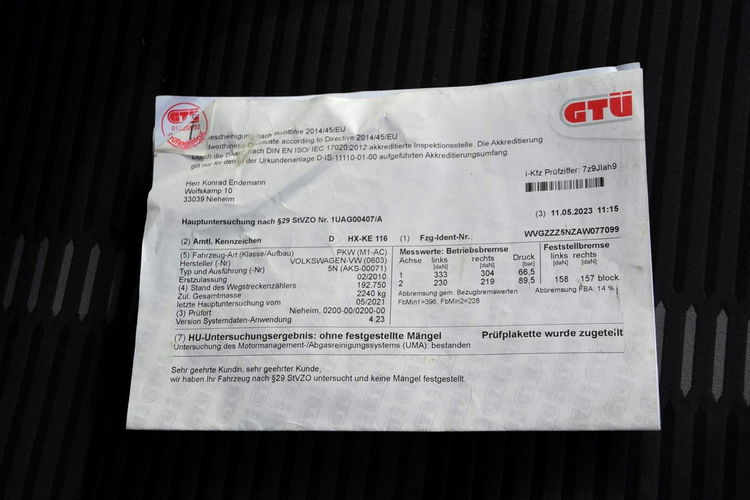 GTÜ
GTÜ
bescheinigung nach Richtlinie 2014/45/EU
Certificate according to Directive 2014/45/EU
Durch die nach DIN EN ISO/ IEC 17020:2012 akkreditierte Inspektionsstelle. Die Akkreditierung
gilt nur für den in der Urkundenanlage D-IS-11110-01-00 aufgeführten Akkreditierungsumfang.
i-Kfz Prüfziffer: 7z9Jlah9
Herr Konrad Endemann
Wolfskamp 10
33039 Nieheim
(3) 11.05.2023 11:15
Hauptuntersuchung nach §29 StVZO Nr. 1UAG00407/A
(2) Amtl. Kennzeichen D HX-KE 116 (1) Fzg-Ident-Nr. WVGZZZ5NZAW077099
(5) Fahrzeug-Art (Klasse/Aufbau) PKW (M1-AC)
Hersteller (-Nr) VOLKSWAGEN-VW (0603)
Typ und Ausführung (-Nr) 5N (AKS-00071)
Erstzulassung 02/2010
(4) Stand des Wegstreckenzählers 192.750
Zul. Gesamtmasse 2240 kg
letzte Hauptuntersuchung vom 05/2021
(3) Prüfort Nieheim, 0200-00/0200-00
Version Systemdaten-Anwendung 4.23
Messwerte: Betriebsbremse Feststellbremse
Achse links rechts Druck links rechts
[daN] [daN] [bar] [daN] [daN]
1 333 304 66,5
2 230 219 89,5 158 157 block.
Abbremsung gem. Bezugbremswerten Abbremsung FBA: 14 %
FbMint=396, FbMin2=228
(7) HU-Untersuchungsergebnis: ohne festgestellte Mängel Prüfplakette wurde zugeteilt
Untersuchung des Motormanagement-/Abgasreinigungssystems (UMA): bestanden
Sehr geehrte Kundin, sehr geehrter Kunde,
wir haben Ihr Fahrzeug nach §29 StVZO untersucht und keine Mängel festgestellt.